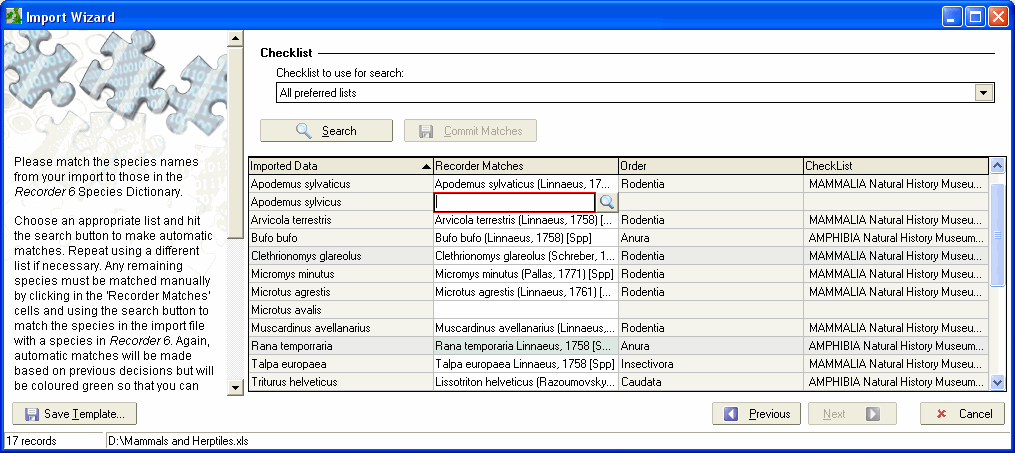 Import Wizard
Please match the species names
from your import to those in the
Recorder 6 Species Dictionary.
Choose an appropriate list and hit
the search button to make automatic
matches. Repeat using a different
list if necessary. Any remaining
species must be matched manually
by clicking in the 'Recorder Matches'
cells and using the search button to
match the species in the import file
with a species in Recorder 6. Again,
automatic matches will be made
based on previous decisions but will
be coloured green so that you can
Checklist
Checklist to use for search:
All preferred lists
Search Commit Matches
Imported Data Recorder Matches Order CheckList
Apodemus sylvaticus Apodemus sylvaticus (Linnaeus, 17... Rodentia MAMMALIA Natural History Museu...
Apodemus sylvicus
Arvicola terrestris Arvicola terrestris (Linnaeus, 1758) [... Rodentia MAMMALIA Natural History Museu...
Bufo bufo Bufo bufo (Linnaeus, 1758) [Spp] Anura AMPHIBIA Natural History Museu...
Clethrionomys glareolus Clethrionomys glareolus (Schreber, 1... Rodentia MAMMALIA Natural History Museu...
Micromys minutus Micromys minutus (Pallas, 1771) [Spp] Rodentia MAMMALIA Natural History Museu...
Microtus agrestis Microtus agrestis (Linnaeus, 1761) [... Rodentia MAMMALIA Natural History Museu...
Microtus avalis
Muscardinus avellanarius Muscardinus avellanarius (Linnaeus,... Rodentia MAMMALIA Natural History Museu...
Rana temporraria Rana temporaria Linnaeus, 1758 [S... Anura AMPHIBIA Natural History Museu...
Talpa europaea Talpa europaea Linnaeus, 1758 [Spp] Insectivora MAMMALIA Natural History Museu...
Triturus helveticus Lissotriton helveticus (Razoumovsky... Caudata AMPHIBIA Natural History Museu...
Save Template... Previous Next Cancel
17 records D:\Mammals and Herptiles.xls